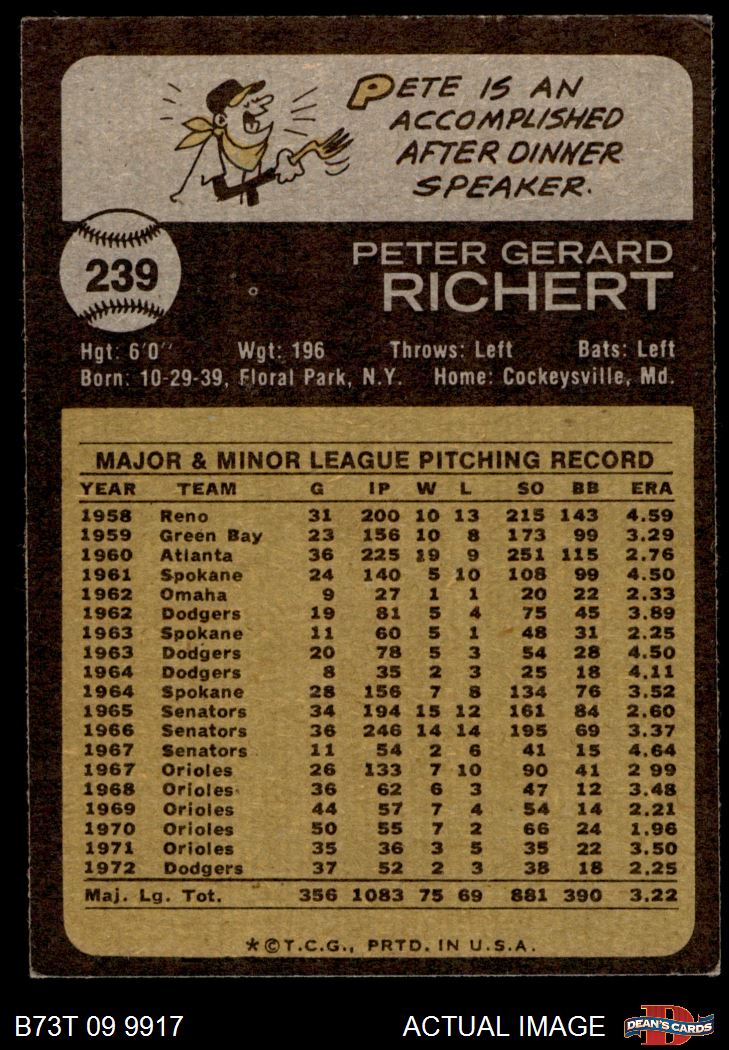 PETE IS AN
ACCOMPLISHED
AFTER DINNER
SPEAKER.
239
PETER GERARD
RICHERT
Hgt: 6'0" Wgt: 196 Throws: Left Bats: Left
Born: 10-29-39, Floral Park, N.Y. Home: Cockeysville, Md.
MAJOR & MINOR LEAGUE PITCHING RECORD
YEAR TEAM G IP W L SO BB ERA
1958 Reno 31 200 10 13 215 143 4.59
1959 Green Bay 23 156 10 8 173 99 3.29
1960 Atlanta 36 225 19 9 251 115 2.76
1961 Spokane 24 140 5 10 108 99 4.50
1962 Omaha 9 27 1 1 20 22 2.33
1962 Dodgers 19 81 5 4 75 45 3.89
1963 Spokane 11 60 5 1 48 31 2.25
1963 Dodgers 20 78 5 3 54 28 4.50
1964 Dodgers 8 35 2 3 25 18 4.11
1964 Spokane 28 156 7 8 134 76 3.52
1965 Senators 34 194 15 12 161 84 2.60
1966 Senators 36 246 14 14 195 69 3.37
1967 Senators 11 54 2 6 41 15 4.64
1967 Orioles 26 133 7 10 90 41 2 99
1968 Orioles 36 62 6 3 47 12 3.48
1969 Orioles 44 57 7 4 54 14 2.21
1970 Orioles 50 55 7 2 66 24 1.96
1971 Orioles 35 36 3 5 35 22 3.50
1972 Dodgers 37 52 2 3 38 18 2.25
Maj. Lg. Tot. 356 1083 75 69 881 390 3.22
*©T.C.G., PRTD. IN U.S.A.
B73T 09 9917 ACTUAL IMAGE DEAN'S CARDS